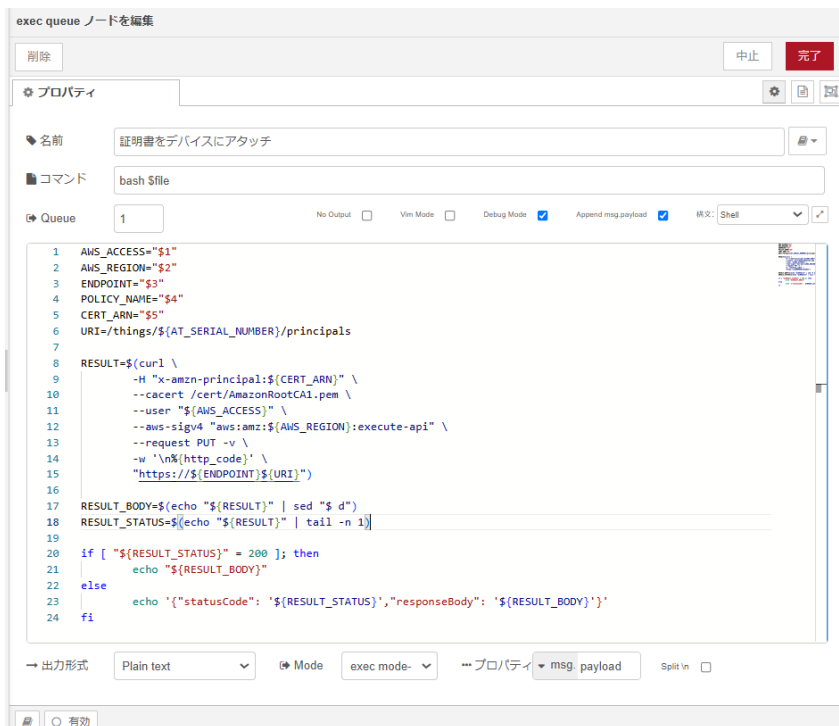 exec queue ノードを編集
削除 中止 完了
プロパティ
名前 証明書をデバイスにアタッチ
コマンド bash $file
Queue 1 No Output Vim Mode Debug Mode Append msg.payload 構文: Shell
1 AWS_ACCESS="$1"
2 AWS_REGION="$2"
3 ENDPOINT="$3"
4 POLICY_NAME="$4"
5 CERT_ARN="$5"
6 URI=/things/${AT_SERIAL_NUMBER}/principals
7
8 RESULT=$(curl \
9 -H "x-amzn-principal:${CERT_ARN}" \
10 --cacert /cert/AmazonRootCA1.pem \
11 --user "${AWS_ACCESS}" \
12 --aws-sigv4 "aws:amz:${AWS_REGION}:execute-api" \
13 --request PUT -v \
14 -w '\n%{http_code}' \
15 "https://${ENDPOINT}${URI}")
16
17 RESULT_BODY=$(echo "${RESULT}" | sed "$ d")
18 RESULT_STATUS=$(echo "${RESULT}" | tail -n 1)
19
20 if [ "${RESULT_STATUS}" = 200 ]; then
21 echo "${RESULT_BODY}"
22 else
23 echo '{"statusCode": '${RESULT_STATUS}',"responseBody": '${RESULT_BODY}'}'
24 fi
出力形式 Plain text Mode exec mode- プロパティ msg. payload Split \n
有効